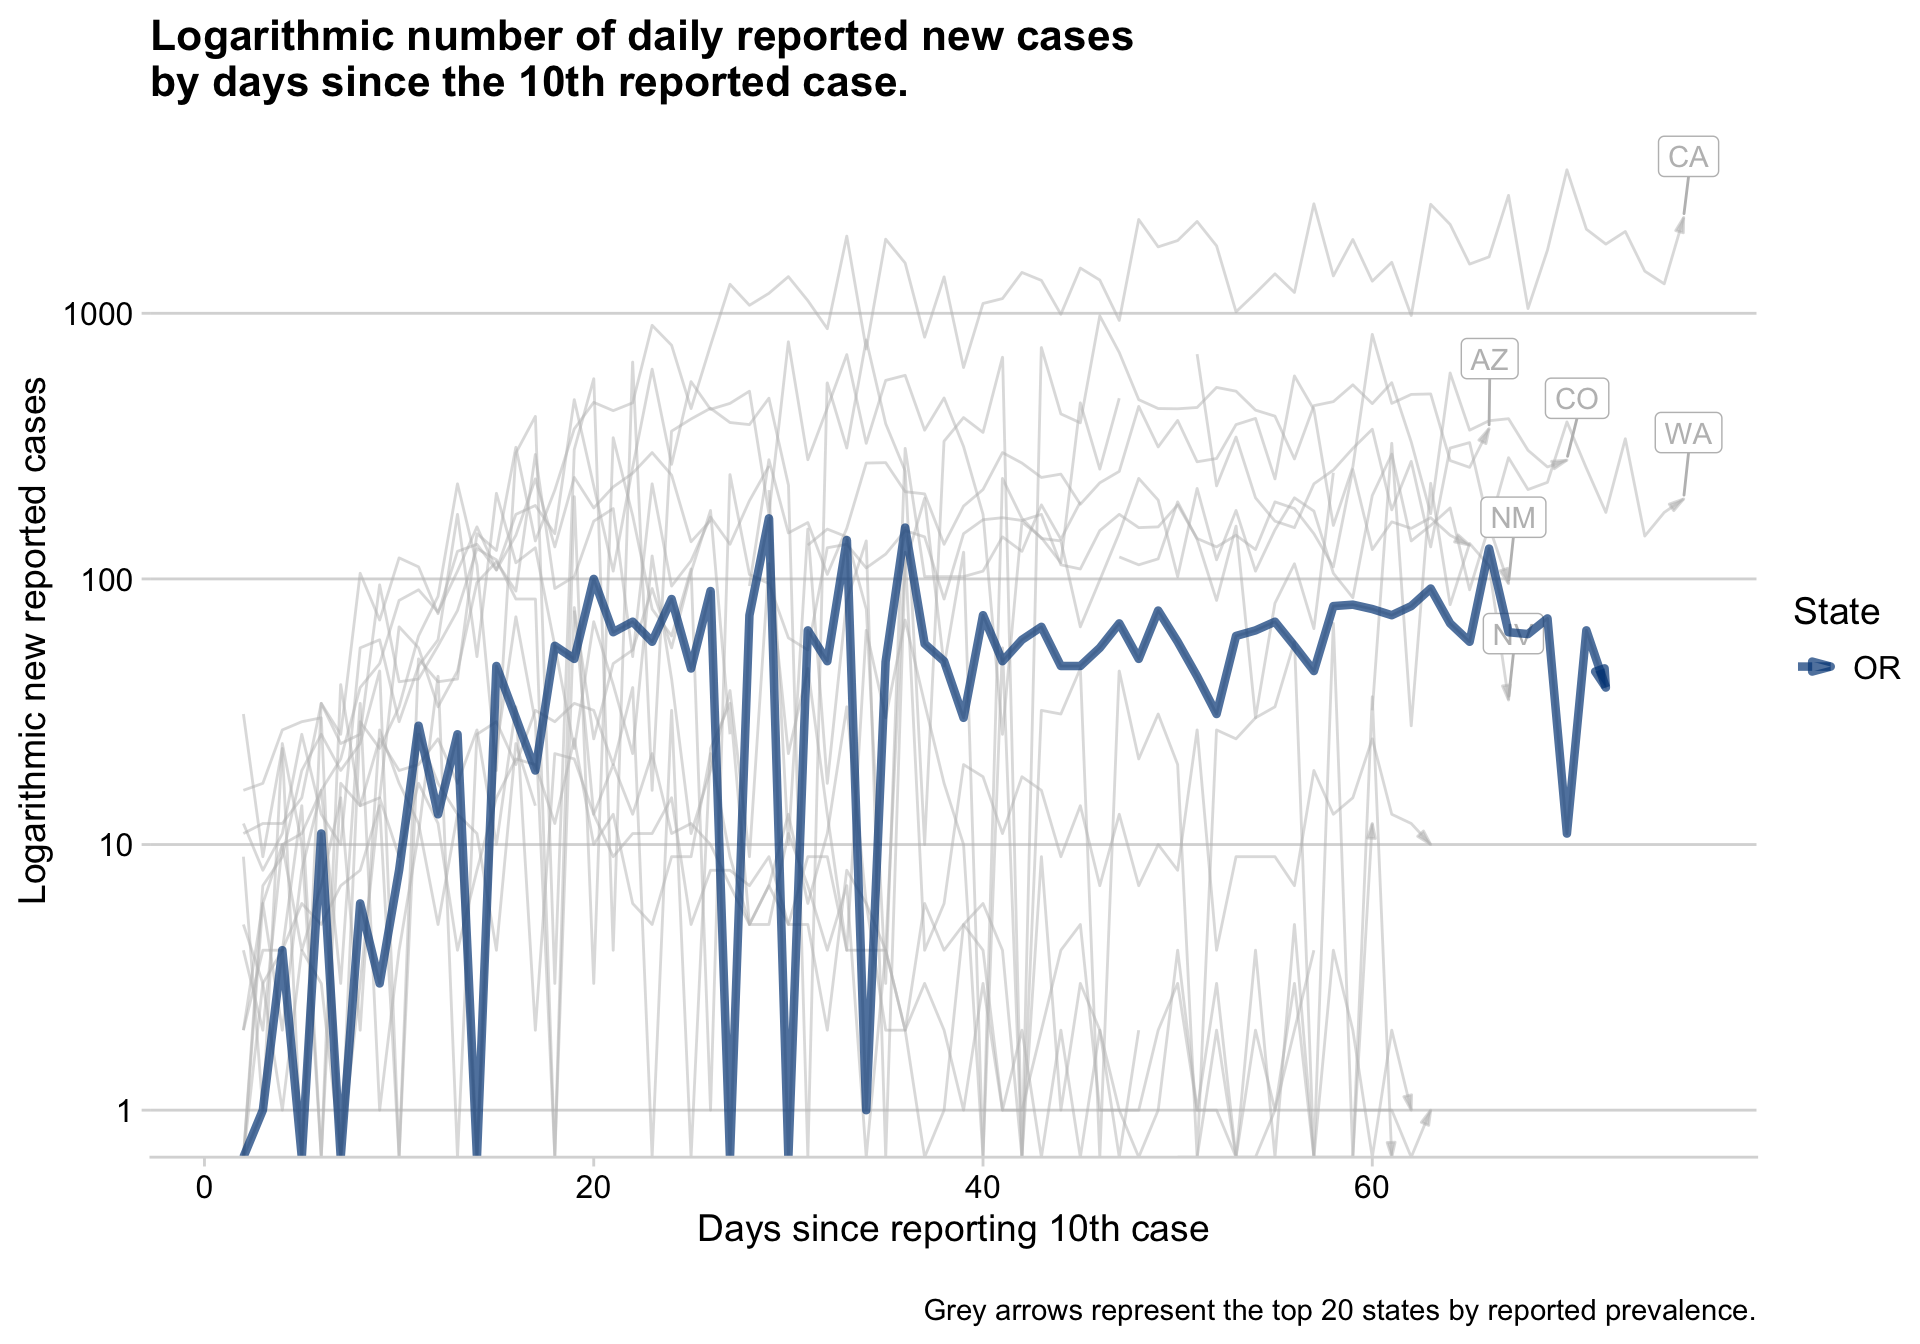 Logarithmic number of daily reported new cases
by days since the 10th reported case.
CA
1000
AZ
CO
WA
NM
100
NV
State
OR
10
1
0 20 40 60
Logarithmic new reported cases
Days since reporting 10th case
Grey arrows represent the top 20 states by reported prevalence.